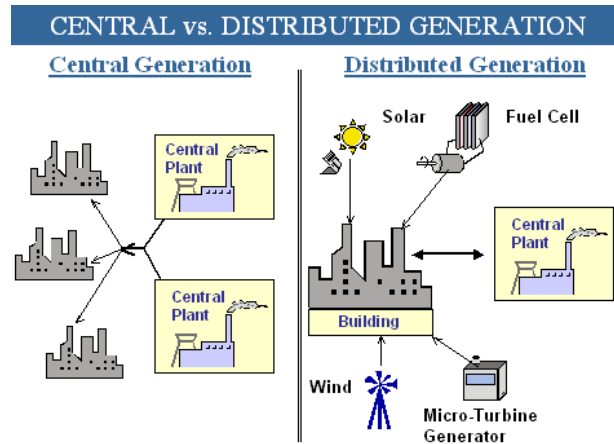 CENTRAL vs. DISTRIBUTED GENERATION
Central Generation
Central
Plant
Central
Plant
Distributed Generation
Solar
Fuel Cell
Central
Plant
Building
Wind
Micro-Turbine
Generator